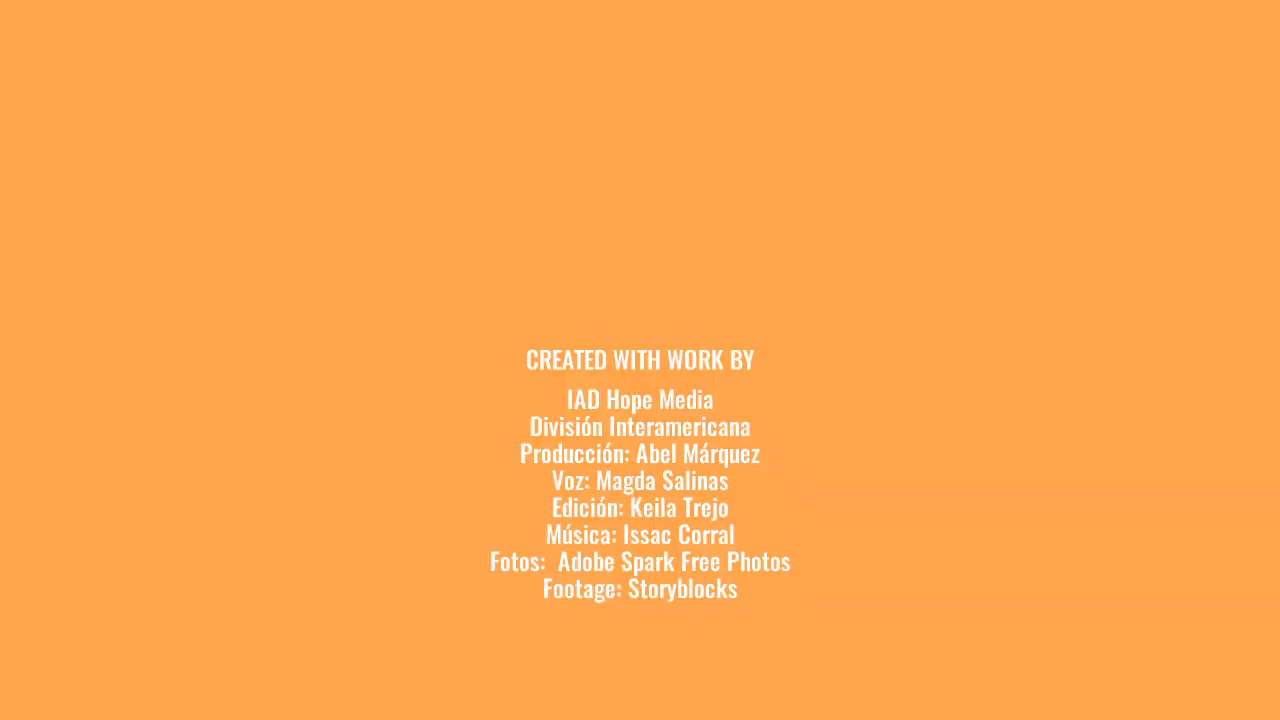 CREATED WITH WORK BY
IAD Hope Media
División Interamericana
Producción: Abel Márquez
Voz: Magda Salinas
Edición: Keila Trejo
Música: Issac Corral
Fotos:  Adobe Spark Free Photos
Footage: Storyblocks